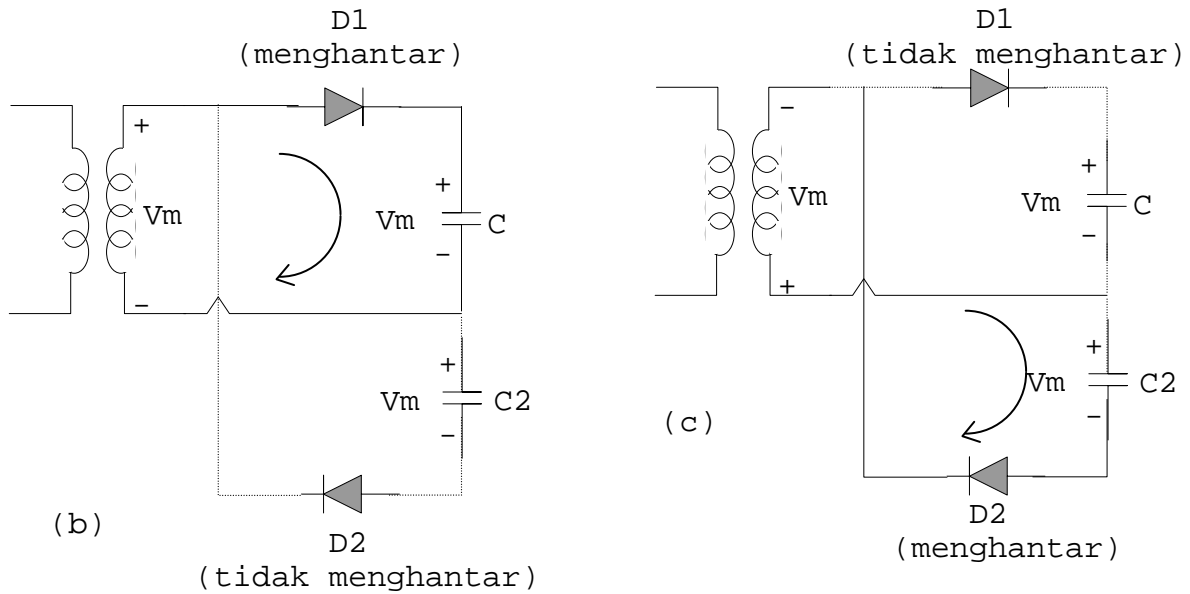 D1
(menghantar)
+
Vm
−
+
Vm
C
−
+
Vm
C2
−
(b)
D2
(tidak menghantar)
D1
(tidak menghantar)
−
Vm
+
+
Vm
C
−
+
Vm
C2
−
(c)
D2
(menghantar)